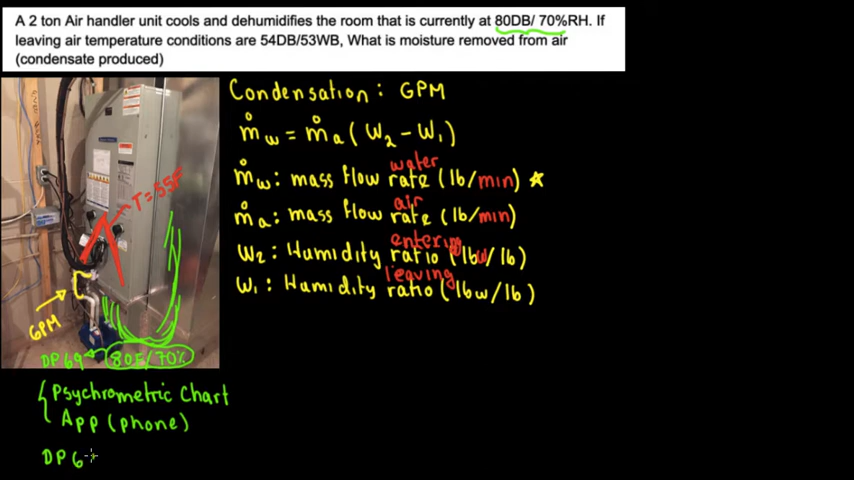 A 2 ton Air handler unit cools and dehumidifies the room that is currently at 80DB/ 70%RH. If
leaving air temperature conditions are 54DB/53WB, What is moisture removed from air
(condensate produced)
Condensation: GPM
ṁw = ṁa (W2 - W1)
water
ṁw: mass flow rate (lb/min) ★
air
ṁa: mass flow rate (lb/min)
entering
W2: Humidity ratio (lbw/lb)
leaving
W1: Humidity ratio (lbw/lb)
T=55F
GPM
DP 69 80F/70%
Psychrometric Chart
App (phone)
DP 6